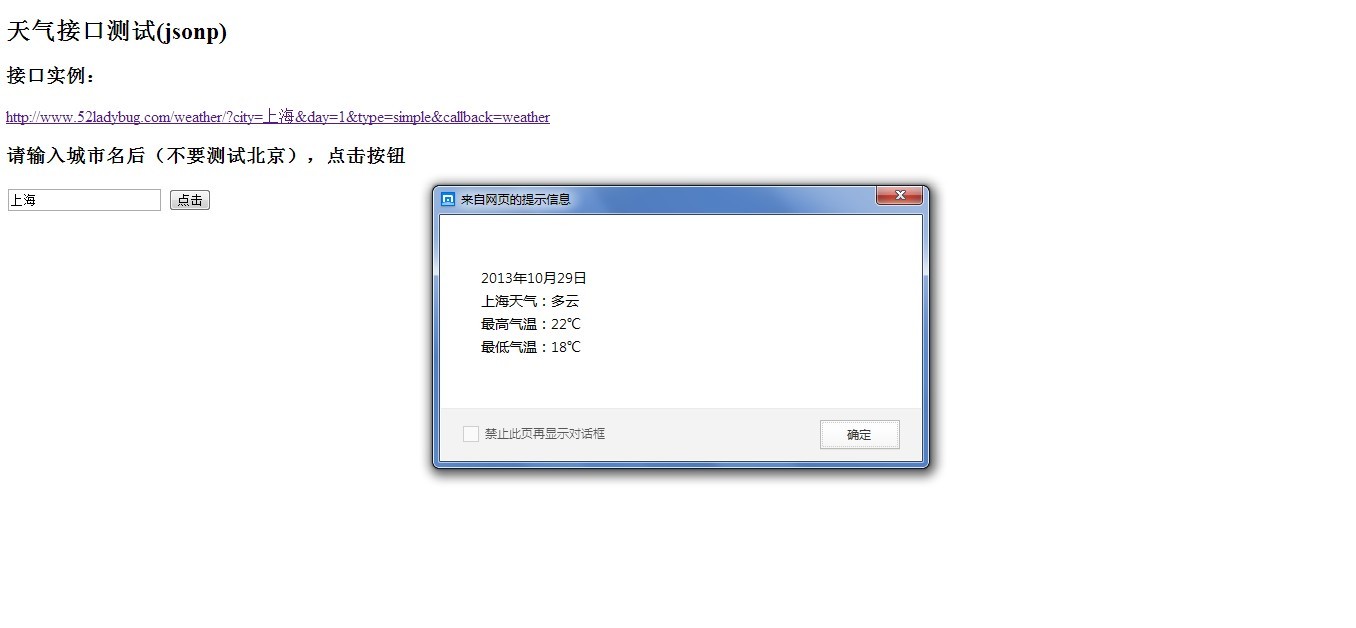 天气接口测试(jsonp)
接口实例：
http://www.52ladybug.com/weather/?city=上海&day=1&type=simple&callback=weather
请输入城市名后（不要测试北京），点击按钮
上海 点击
来自网页的提示信息
2013年10月29日
上海天气：多云
最高气温：22℃
最低气温：18℃
禁止此页再显示对话框 确定